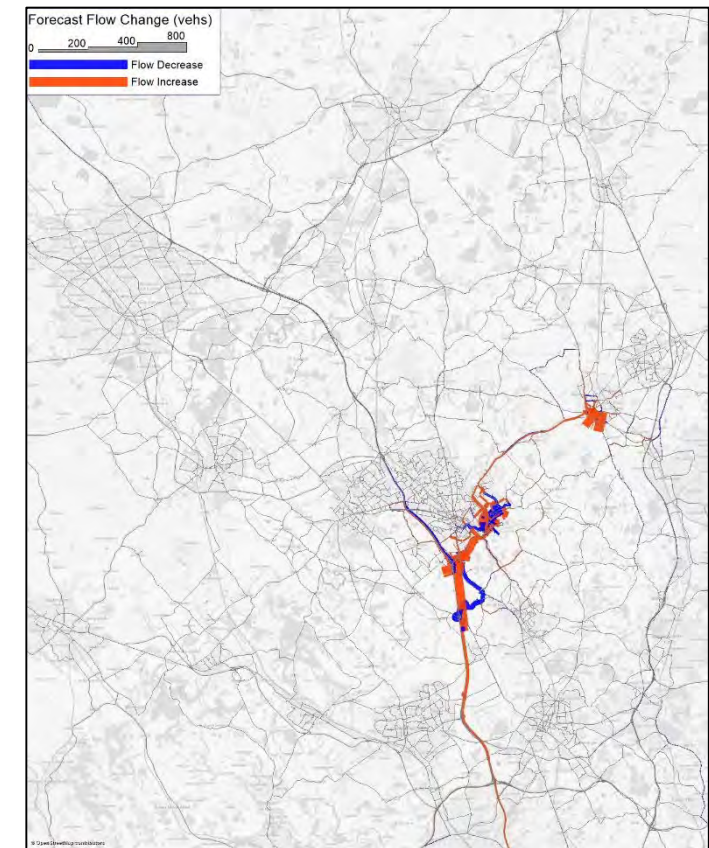 Forecast Flow Change (vehs)
0 200 400 800
Flow Decrease
Flow Increase
© OpenStreetMap contributors